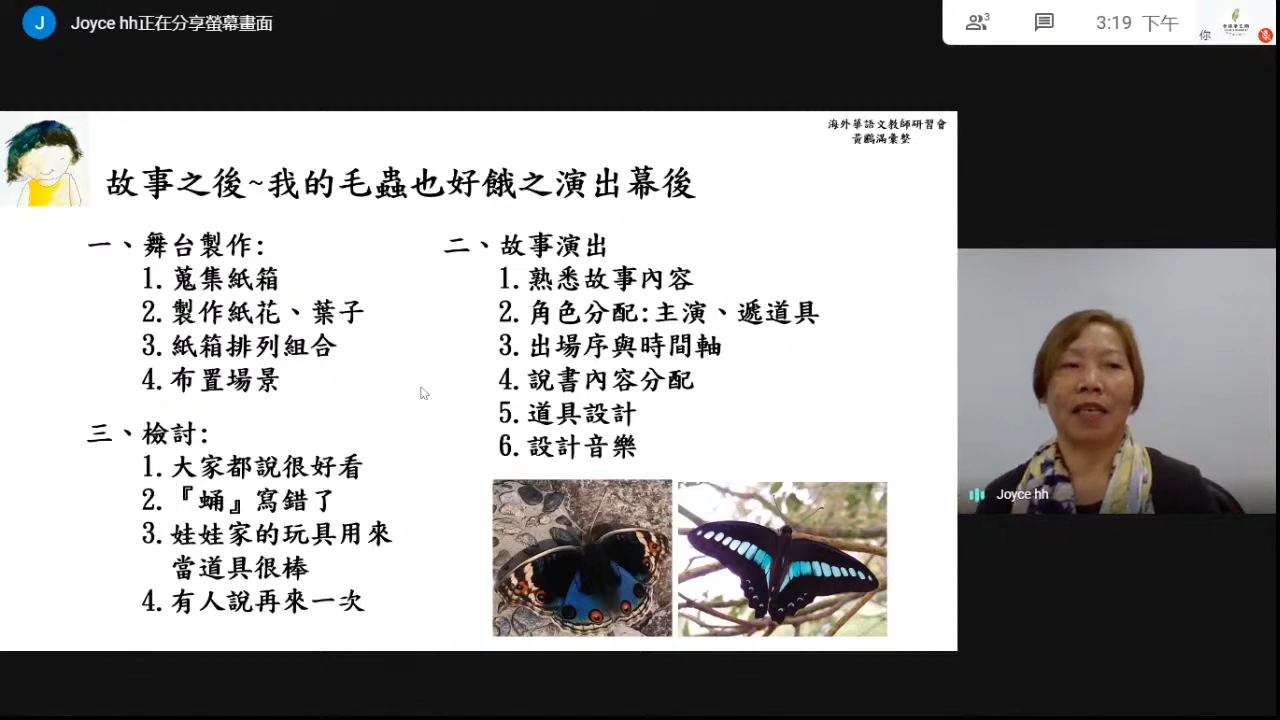 J
Joyce hh正在分享螢幕畫面
3
3:19 下午
你
海外華語文教師研習會
黃鷗滿彙整
故事之後~我的毛蟲也好餓之演出幕後
一、舞台製作:
1.蒐集紙箱
2.製作紙花、葉子
3.紙箱排列組合
4.布置場景
三、檢討:
1.大家都說很好看
2.『蛹』寫錯了
3.娃娃家的玩具用來
當道具很棒
4.有人說再來一次
二、故事演出
1.熟悉故事內容
2.角色分配:主演、遞道具
3.出場序與時間軸
4.說書內容分配
5.道具設計
6.設計音樂
Joyce hh